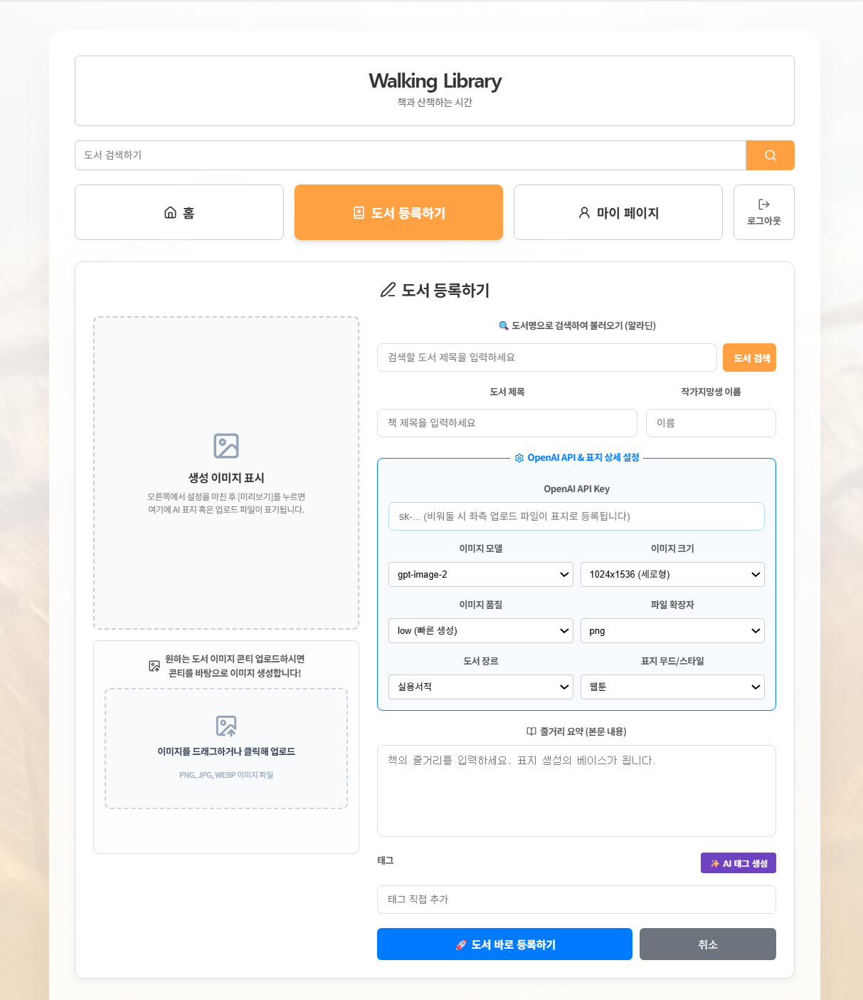 Walking Library
책과 산책하는 시간
도서 검색하기
홈
도서 등록하기
마이 페이지
로그아웃
도서 등록하기
생성 이미지 표시
오른쪽에서 설정을 마친 후 [미리보기]를 누르면
여기에 AI 표지 혹은 업로드 파일이 표기됩니다.
원하는 도서 이미지 콘티 업로드하시면
콘티를 바탕으로 이미지 생성합니다!
이미지를 드래그하거나 클릭해 업로드
PNG, JPG, WEBP 이미지 파일
도서명으로 검색하여 불러오기 (알라딘)
검색할 도서 제목을 입력하세요
도서 검색
도서 제목
작가지망생 이름
책 제목을 입력하세요
이름
OpenAI API & 표지 상세 설정
OpenAI API Key
sk-... (비워둘 시 좌측 업로드 파일이 표지로 등록됩니다)
이미지 모델
이미지 크기
gpt-image-2
1024x1536 (세로형)
이미지 품질
파일 확장자
low (빠른 생성)
png
도서 장르
표지 무드/스타일
실용서적
웹툰
줄거리 요약 (본문 내용)
책의 줄거리를 입력하세요. 표지 생성의 베이스가 됩니다.
태그
✨ AI 태그 생성
태그 직접 추가
🚀 도서 바로 등록하기
취소